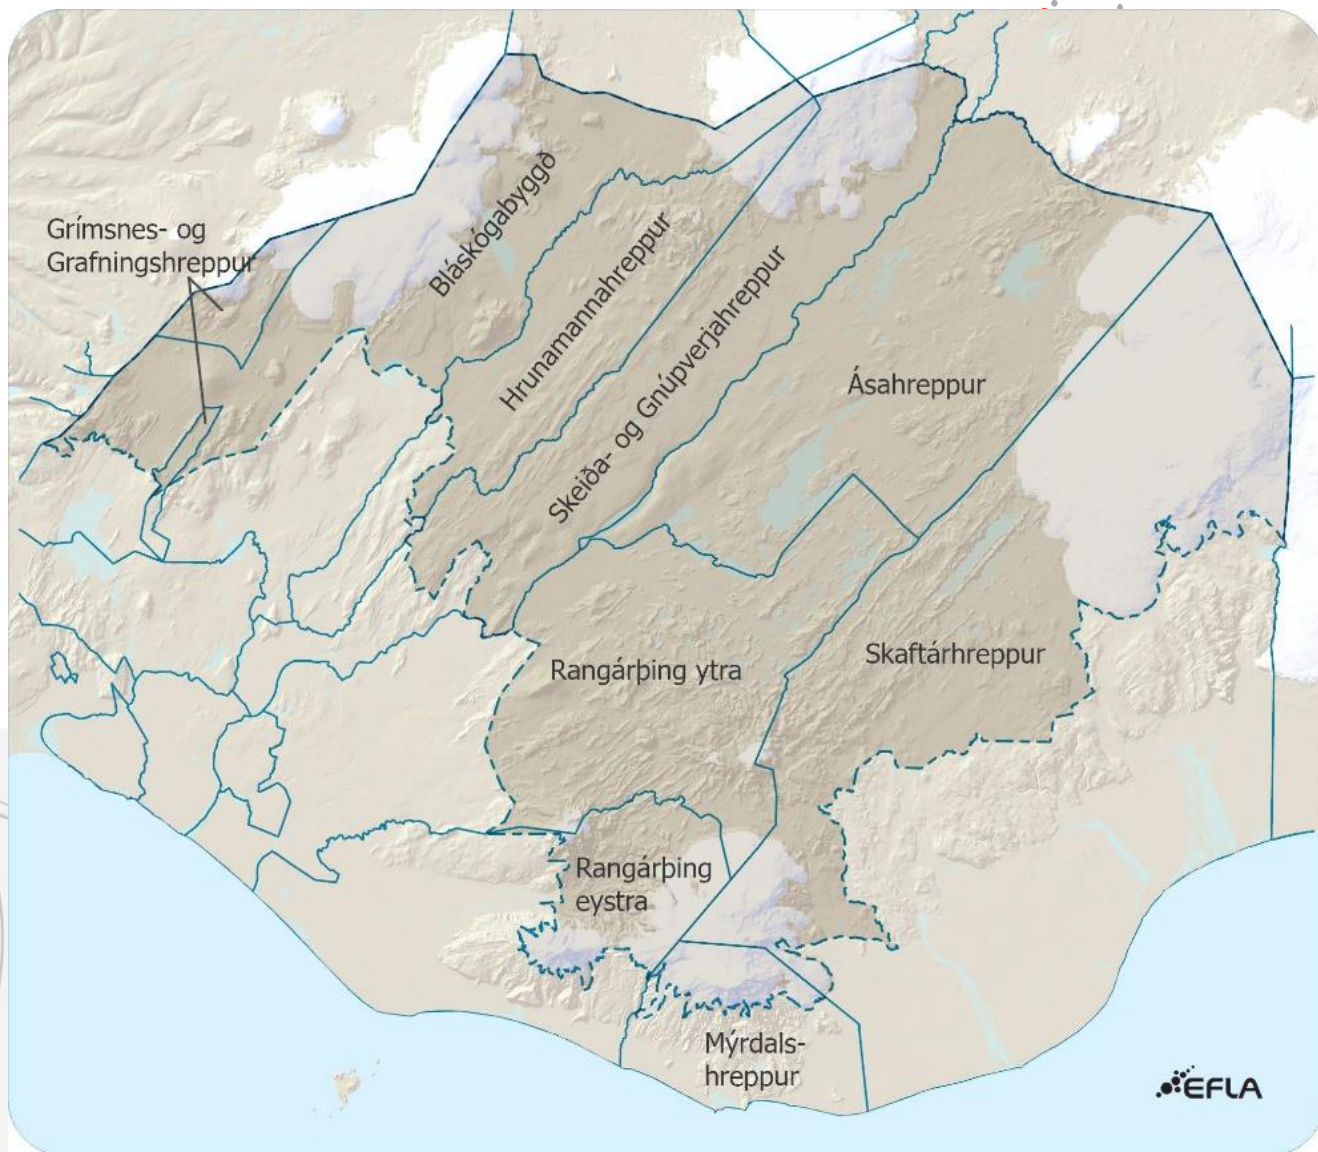 Grímsnes- og
Grafningshreppur
Bláskógabyggð
Hrunamannahreppur
Skeiða- og Gnúpverjahreppur
Ásahreppur
Rangárþing ytra
Skaftárhreppur
Rangárþing
eystra
Mýrdals-
hreppur
EFLA